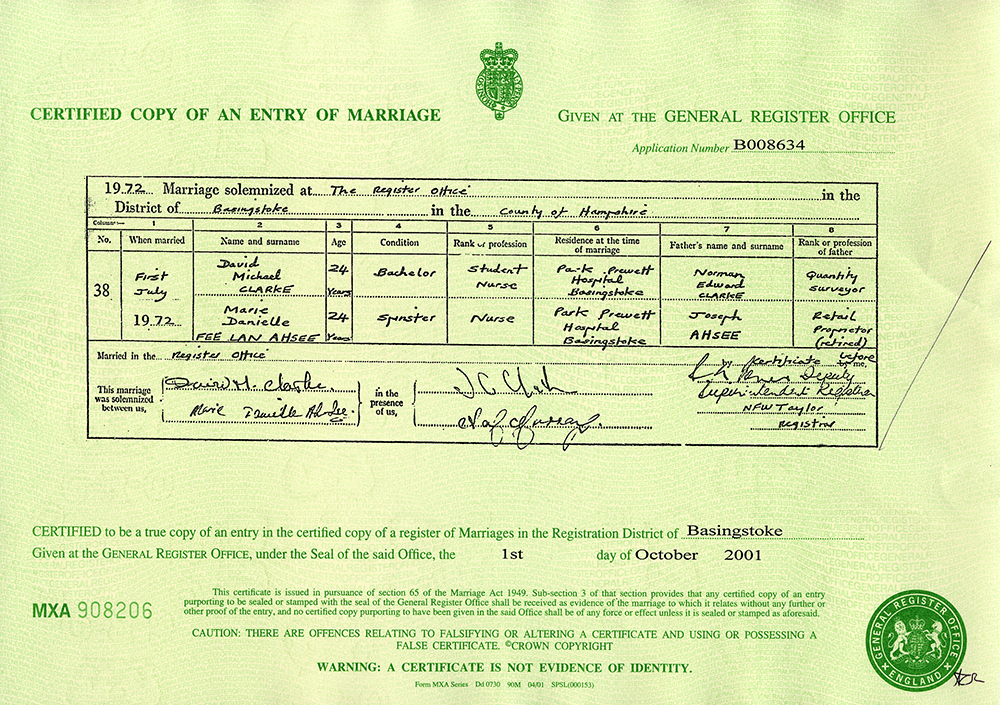 CERTIFIED COPY OF AN ENTRY OF MARRIAGE
GIVEN AT THE GENERAL REGISTER OFFICE
Application Number B008634
1972 Marriage solemnized at The Register Office in the
District of Basingstoke in the County of Hampshire
Columns:— 1 2 3 4 5 6 7 8
No. When married Name and surname Age Condition Rank or profession Residence at the time of marriage Father's name and surname Rank or profession of father
38 First July 1972
David Michael CLARKE 24 Years Bachelor Student Nurse Park Prewett Hospital Basingstoke Norman Edward CLARKE Quantity Surveyor
Marie Danielle FEE LAN AHSEE 24 Years Spinster Nurse Park Prewett Hospital Basingstoke Joseph AHSEE Retail Proprietor (retired)
Married in the Register Office by certificate before me,
This marriage was solemnized between us,
David M. Clarke.
Marie Danielle Ah-See.
in the presence of us,
Deputy
Superintendent Registrar
NFW Taylor
Registrar
CERTIFIED to be a true copy of an entry in the certified copy of a register of Marriages in the Registration District of Basingstoke
Given at the GENERAL REGISTER OFFICE, under the Seal of the said Office, the 1st day of October 2001
MXA 908206
This certificate is issued in pursuance of section 65 of the Marriage Act 1949. Sub-section 3 of that section provides that any certified copy of an entry
purporting to be sealed or stamped with the seal of the General Register Office shall be received as evidence of the marriage to which it relates without any further or
other proof of the entry, and no certified copy purporting to have been given in the said Office shall be of any force or effect unless it is sealed or stamped as aforesaid.
CAUTION: THERE ARE OFFENCES RELATING TO FALSIFYING OR ALTERING A CERTIFICATE AND USING OR POSSESSING A
FALSE CERTIFICATE. ©CROWN COPYRIGHT
WARNING: A CERTIFICATE IS NOT EVIDENCE OF IDENTITY.
Form MXA Series Dd 0730 90M 04/01 SPSL(000153)
GENERAL REGISTER OFFICE
ENGLAND